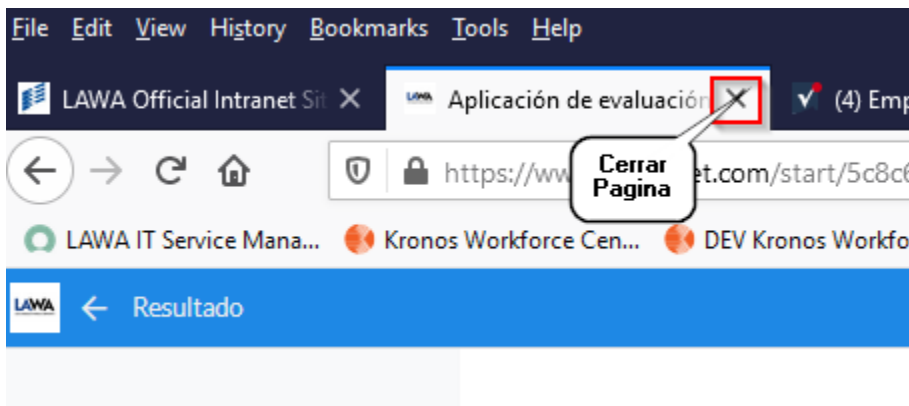 File Edit View History Bookmarks Tools Help
LAWA Official Intranet Sit Aplicación de evaluación (4) Emp
https://ww et.com/start/5c8c6
Cerrar
Pagina
LAWA IT Service Mana... Kronos Workforce Cen... DEV Kronos Workfo
LAWA Resultado